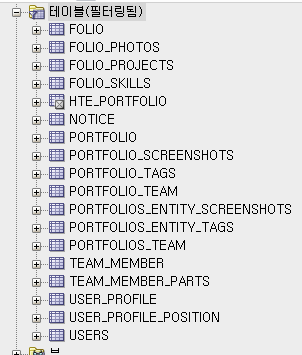 테이블(필터링됨)
FOLIO
FOLIO_PHOTOS
FOLIO_PROJECTS
FOLIO_SKILLS
HTE_PORTFOLIO
NOTICE
PORTFOLIO
PORTFOLIO_SCREENSHOTS
PORTFOLIO_TAGS
PORTFOLIO_TEAM
PORTFOLIOS_ENTITY_SCREENSHOTS
PORTFOLIOS_ENTITY_TAGS
PORTFOLIOS_TEAM
TEAM_MEMBER
TEAM_MEMBER_PARTS
USER_PROFILE
USER_PROFILE_POSITION
USERS